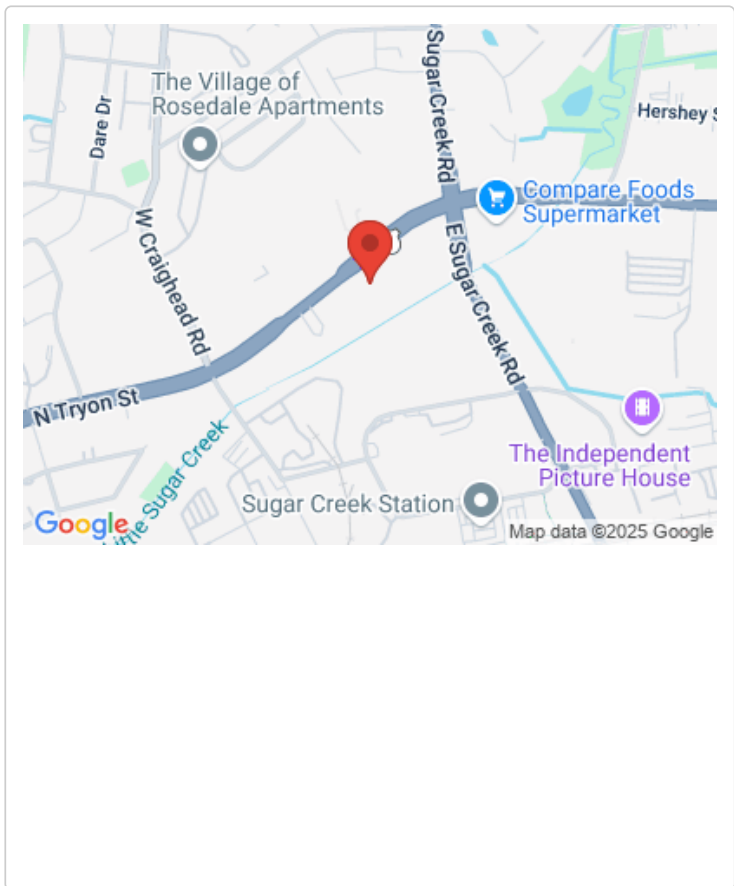 Sugar Creek Rd
The Village of
Rosedale Apartments
Dare Dr
Hershey S
Compare Foods
Supermarket
W Craighead Rd
E Sugar Creek Rd
N Tryon St
The Independent
Picture House
Little Sugar Creek
Sugar Creek Station
Google
Map data ©2025 Google